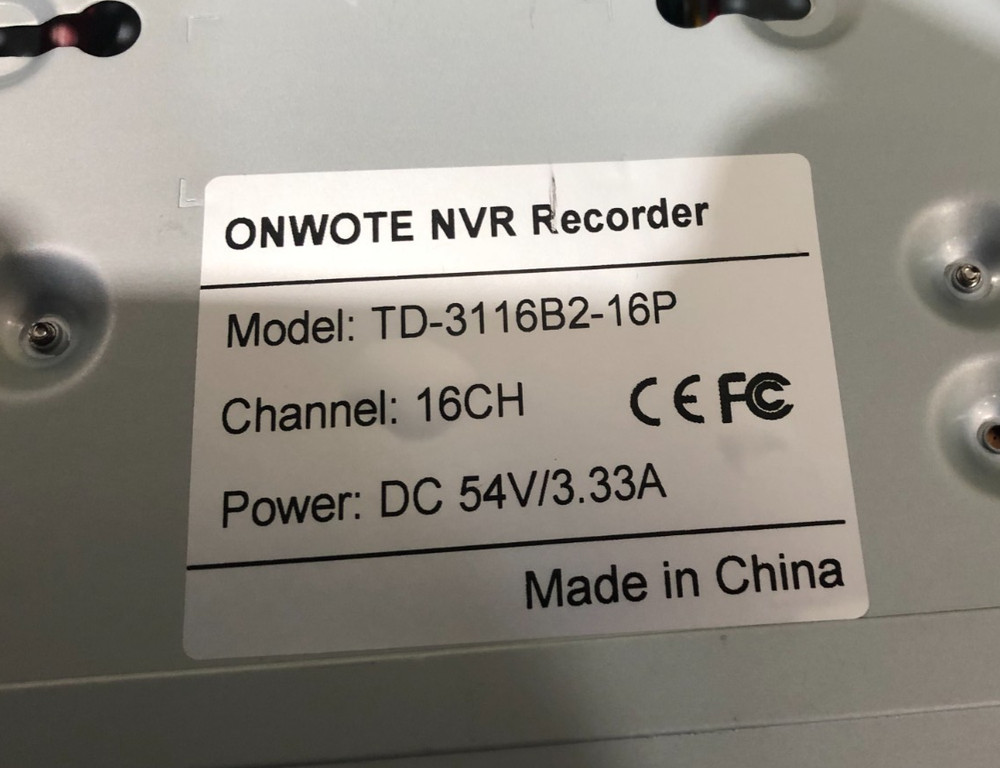 ONWOTE NVR Recorder
Model: TD-3116B2-16P
Channel: 16CH CE FC
Power: DC 54V/3.33A
Made in China